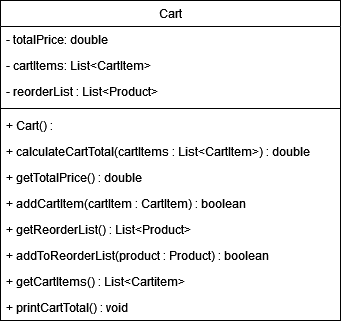 Cart
- totalPrice: double
- cartItems: List<CartItem>
- reorderList : List<Product>
+ Cart() :
+ calculateCartTotal(cartItems : List<CartItem>) : double
+ getTotalPrice() : double
+ addCartItem(cartItem : CartItem) : boolean
+ getReorderList() : List<Product>
+ addToReorderList(product : Product) : boolean
+ getCartItems() : List<Cartitem>
+ printCartTotal() : void